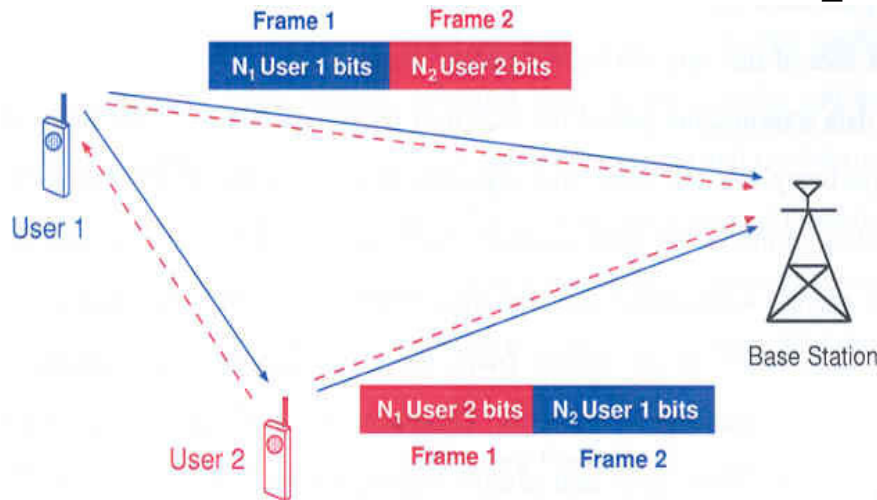 Frame 1 Frame 2
N₁ User 1 bits N₂ User 2 bits
User 1
Base Station
N₁ User 2 bits N₂ User 1 bits
User 2 Frame 1 Frame 2